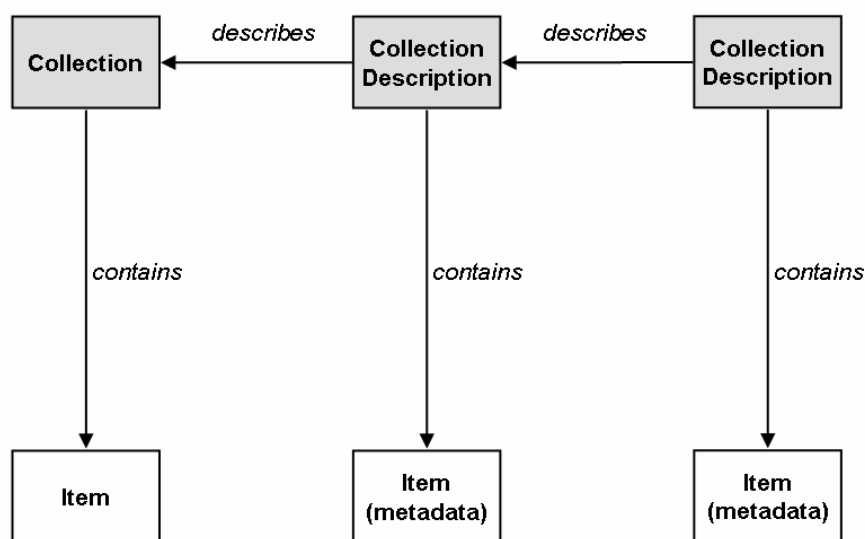 describes
describes
Collection
Collection
Description
Collection
Description
contains
contains
contains
Item
Item
(metadata)
Item
(metadata)